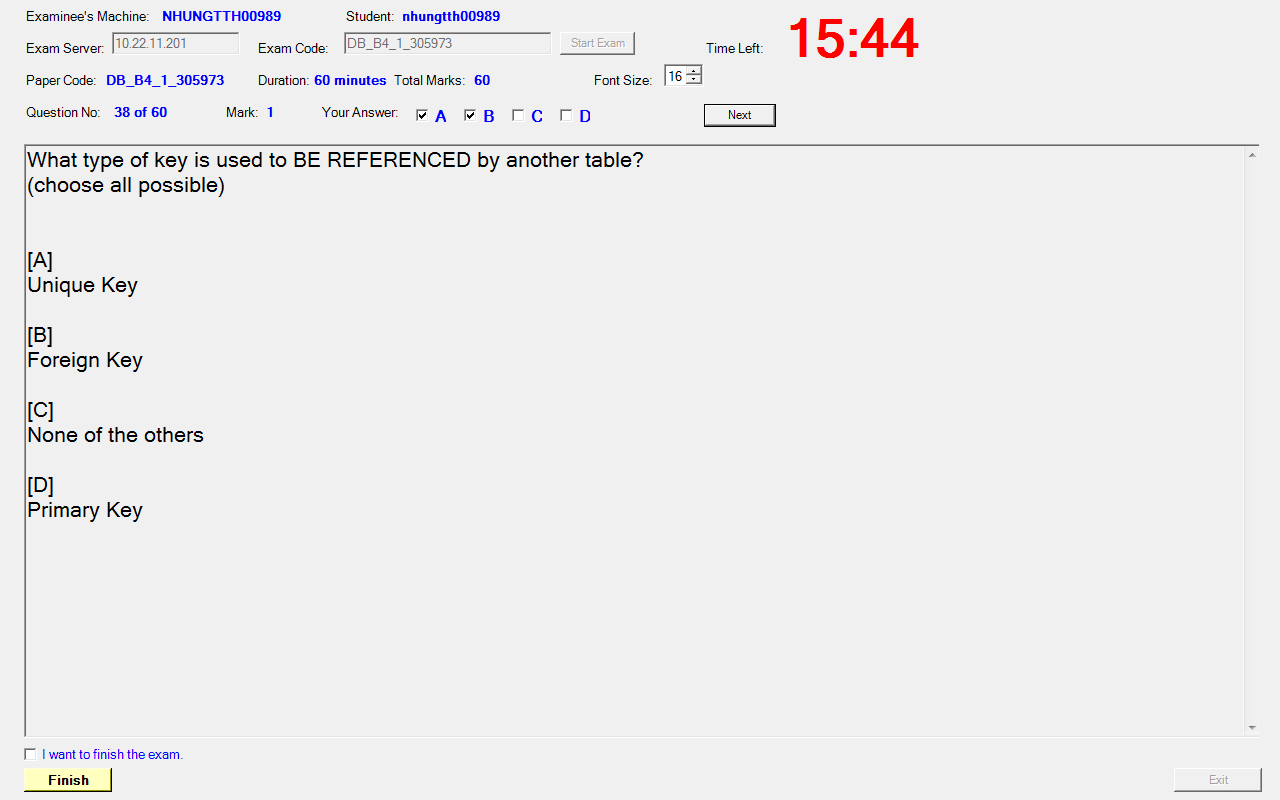 Examinee's Machine: NHUNGTTH00989 Student: nhungtth00989
Exam Server: 10.22.11.201 Exam Code: DB_B4_1_305973 Start Exam Time Left: 15:44
Paper Code: DB_B4_1_305973 Duration: 60 minutes Total Marks: 60 Font Size: 16
Question No: 38 of 60 Mark: 1 Your Answer: A B C D Next
What type of key is used to BE REFERENCED by another table?
(choose all possible)
[A]
Unique Key
[B]
Foreign Key
[C]
None of the others
[D]
Primary Key
I want to finish the exam.
Finish Exit